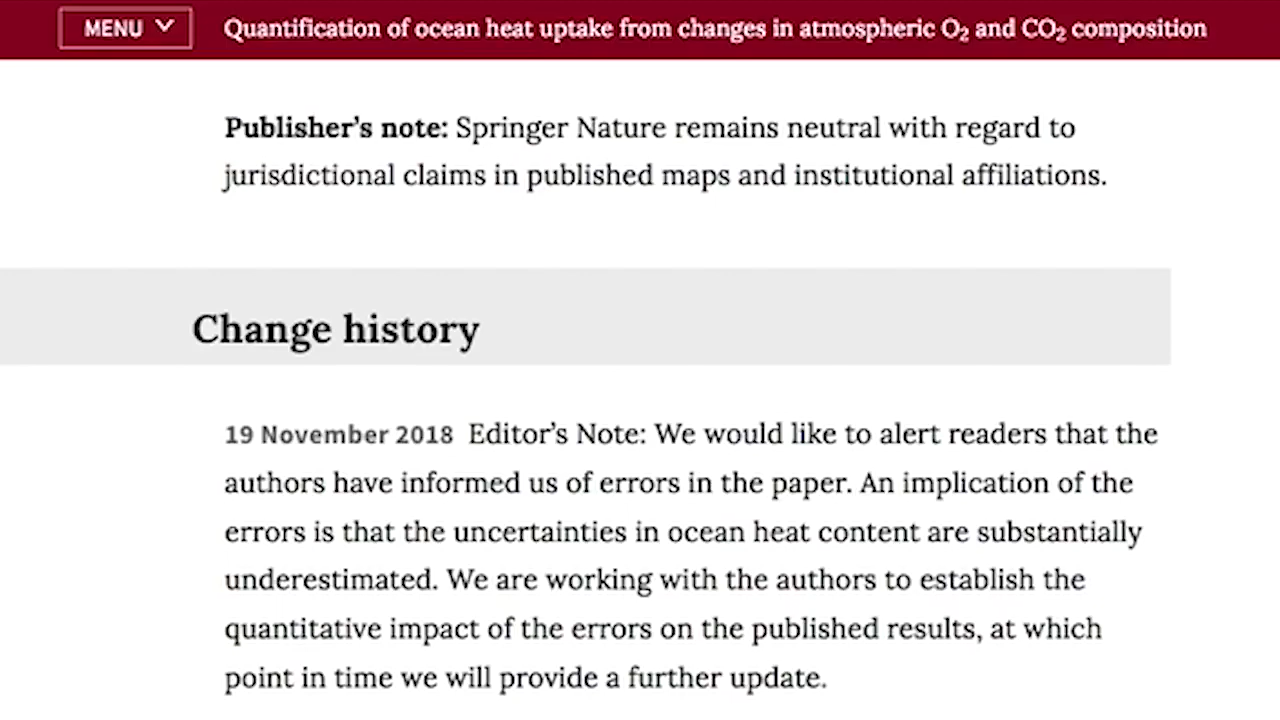 MENU
Quantification of ocean heat uptake from changes in atmospheric O₂ and CO₂ composition
Publisher’s note: Springer Nature remains neutral with regard to
jurisdictional claims in published maps and institutional affiliations.
Change history
19 November 2018 Editor’s Note: We would like to alert readers that the
authors have informed us of errors in the paper. An implication of the
errors is that the uncertainties in ocean heat content are substantially
underestimated. We are working with the authors to establish the
quantitative impact of the errors on the published results, at which
point in time we will provide a further update.